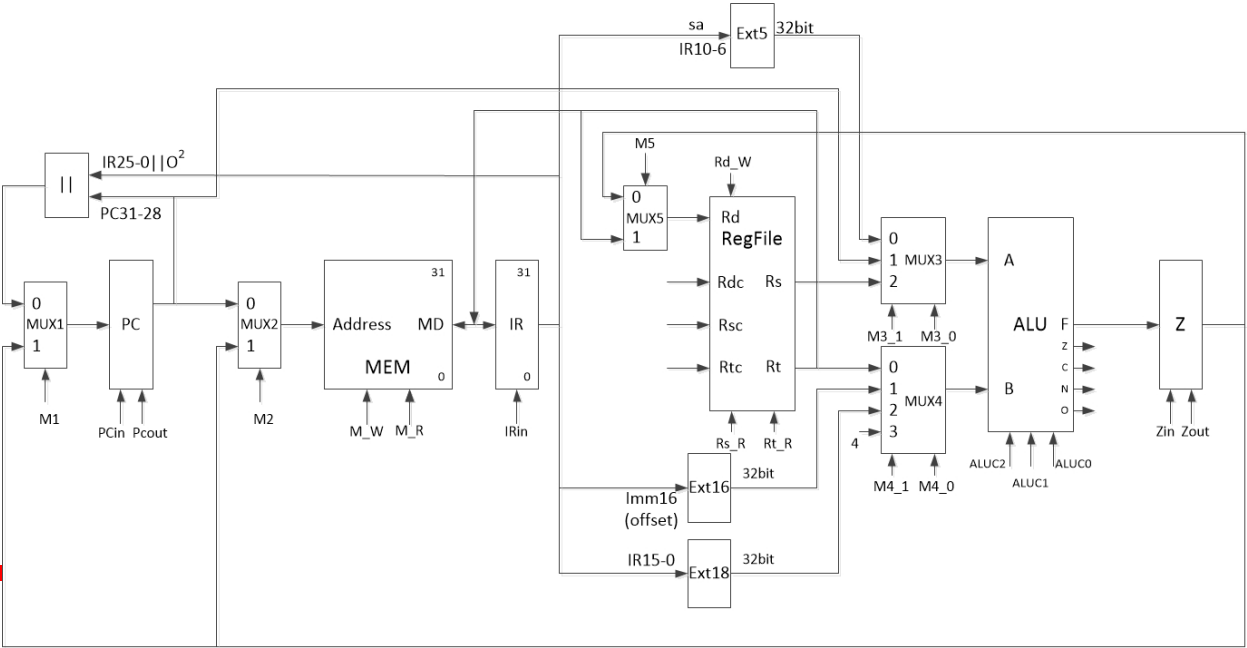 sa
Ext5
32bit
IR10-6
M5
Rd_W
IR25-0||O²
||
PC31-28
0
MUX5
1
Rd
RegFile
Rdc
Rs
Rsc
Rtc
Rt
Rs_R
Rt_R
0
1
MUX3
2
M3_1
M3_0
0
1
MUX4
2
3
4
M4_1
M4_0
A
ALU
F
Z
C
B
N
O
ALUC2
ALUC1
ALUC0
Z
Zin
Zout
0
MUX1
1
M1
PC
PCin
Pcout
0
MUX2
1
M2
31
Address
MD
MEM
0
M_W
M_R
31
IR
0
IRin
Imm16
(offset)
Ext16
32bit
IR15-0
Ext18
32bit